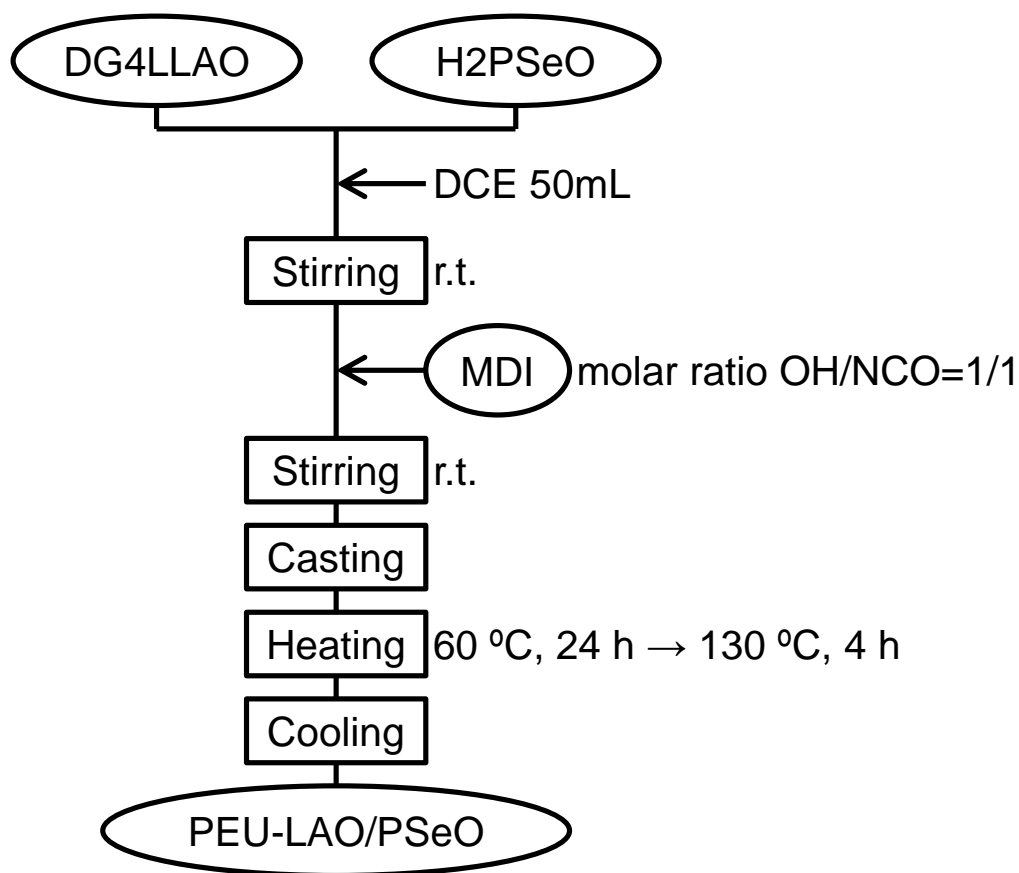 DG4LLAO
H2PSeO
DCE 50mL
Stirring r.t.
MDI molar ratio OH/NCO=1/1
Stirring r.t.
Casting
Heating 60 ºC, 24 h → 130 ºC, 4 h
Cooling
PEU-LAO/PSeO